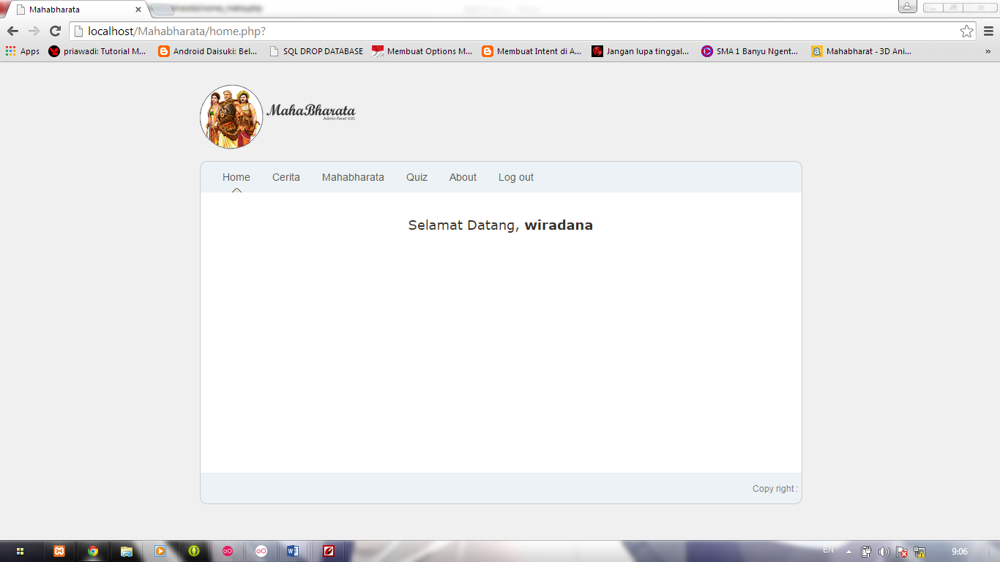 Mahabharata
localhost/Mahabharata/home.php?
Apps priawadi: Tutorial M... Android Daisuki: Bel... SQL DROP DATABASE Membuat Options M... Membuat Intent di A... Jangan lupa tinggal... SMA 1 Banyu Ngent... Mahabharat - 3D Ani... »
MahaBharata
Admin Panel V.01
Home Cerita Mahabharata Quiz About Log out
Selamat Datang, wiradana
Copy right :
EN 9:06